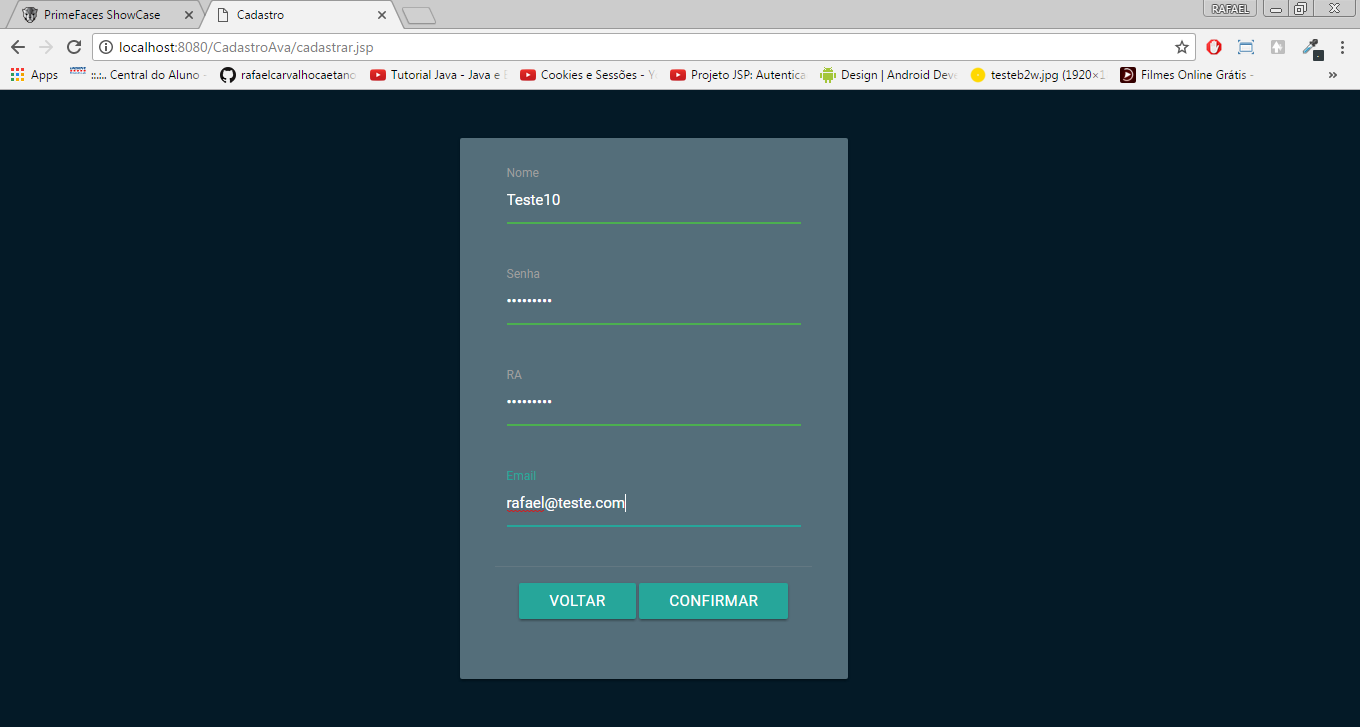 PrimeFaces ShowCase
Cadastro
RAFAEL
localhost:8080/CadastroAva/cadastrar.jsp
Apps
::.:.. Central do Aluno -
rafaelcarvalhocaetano
Tutorial Java - Java e
Cookies e Sessões - Y
Projeto JSP: Autentica
Design | Android Deve
testeb2w.jpg (1920×1
Filmes Online Grátis -
»
Nome
Teste10
Senha
•••••••••
RA
•••••••••
Email
rafael@teste.com
VOLTAR
CONFIRMAR